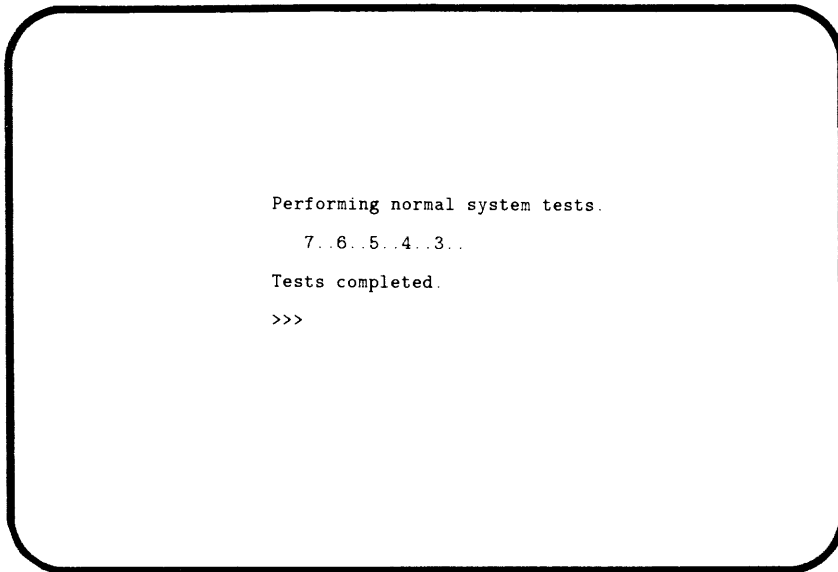 Performing normal system tests.
7..6..5..4..3..
Tests completed.
>>>